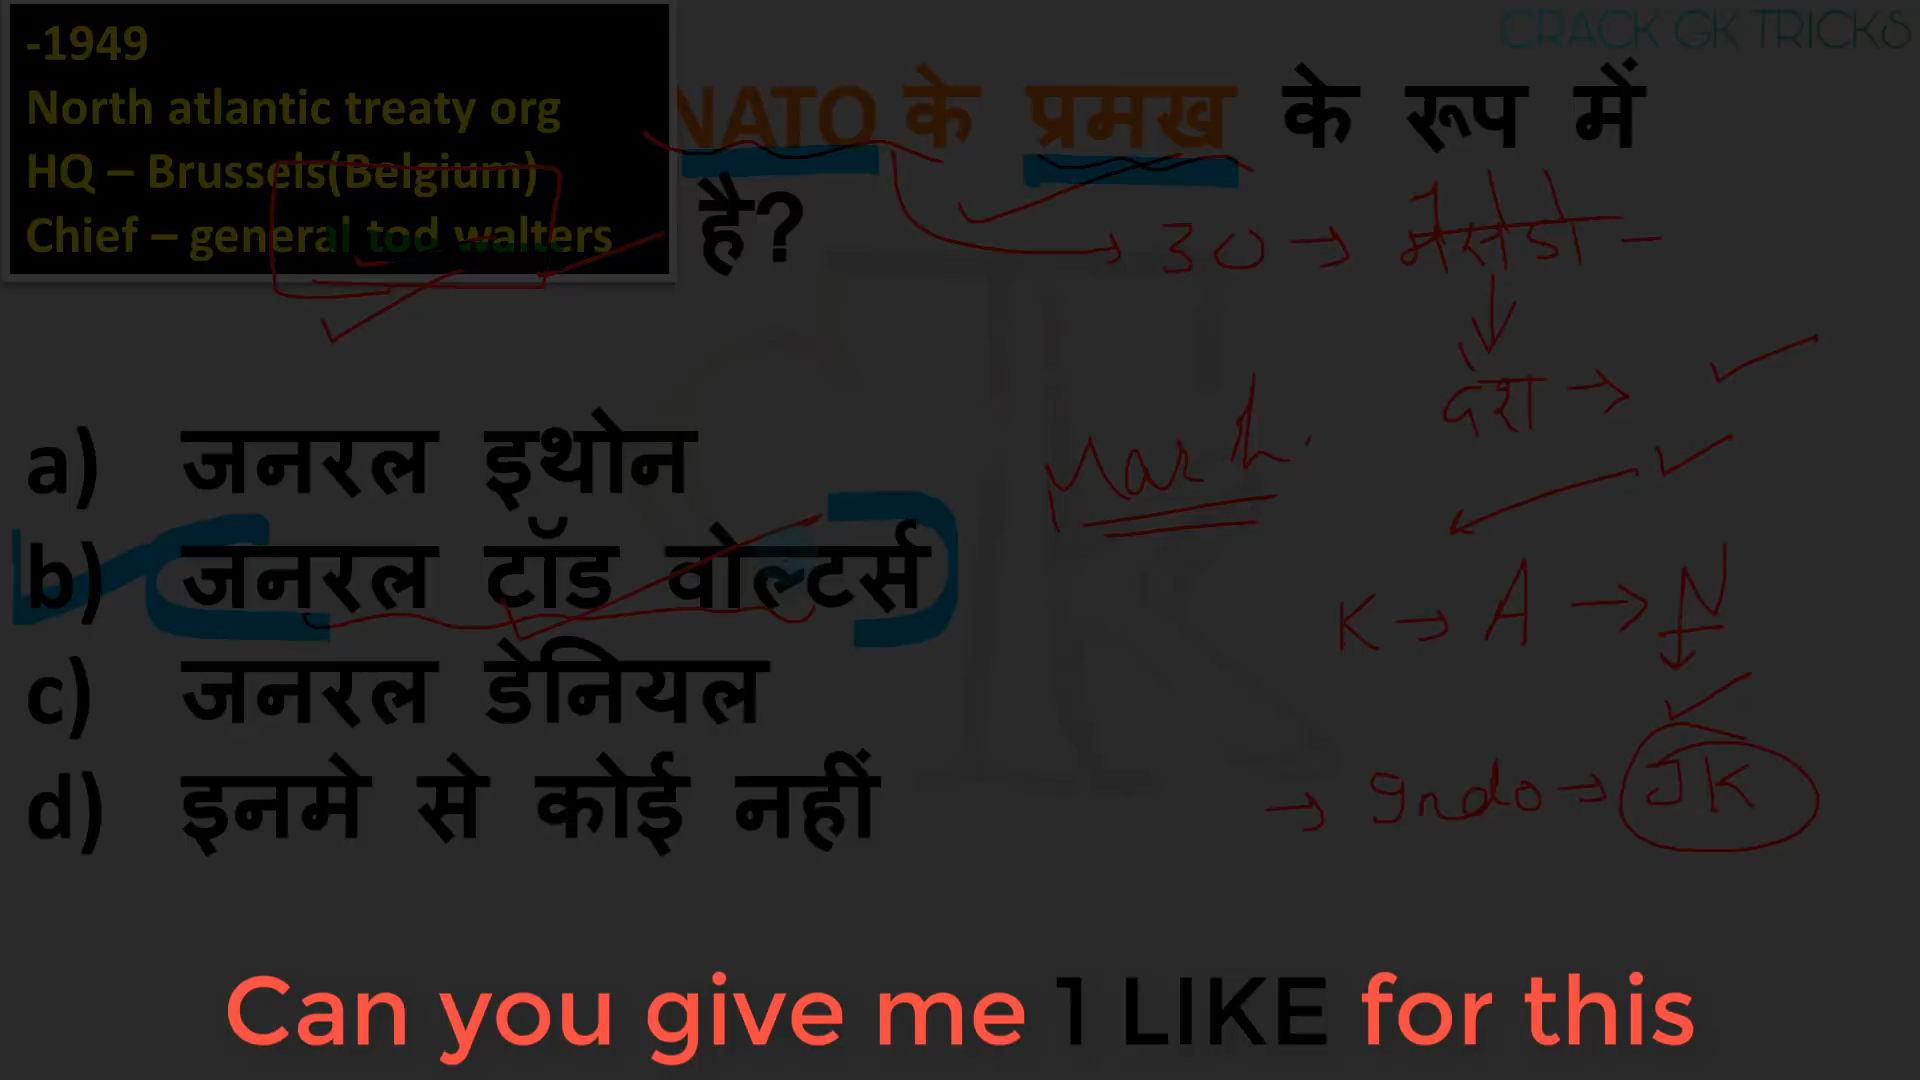 CRACK GK TRICKS
-1949
North atlantic treaty org
HQ – Brussels(Belgium)
Chief – general tod walters
NATO के प्रमख के रूप में
है?
30 →
a) जनरल इथोन
b) जनरल टॉड वोल्टर्स
c) जनरल डेनियल
d) इनमे से कोई नहीं
K → A → N
→ Indo → JK
Can you give me 1 LIKE for this